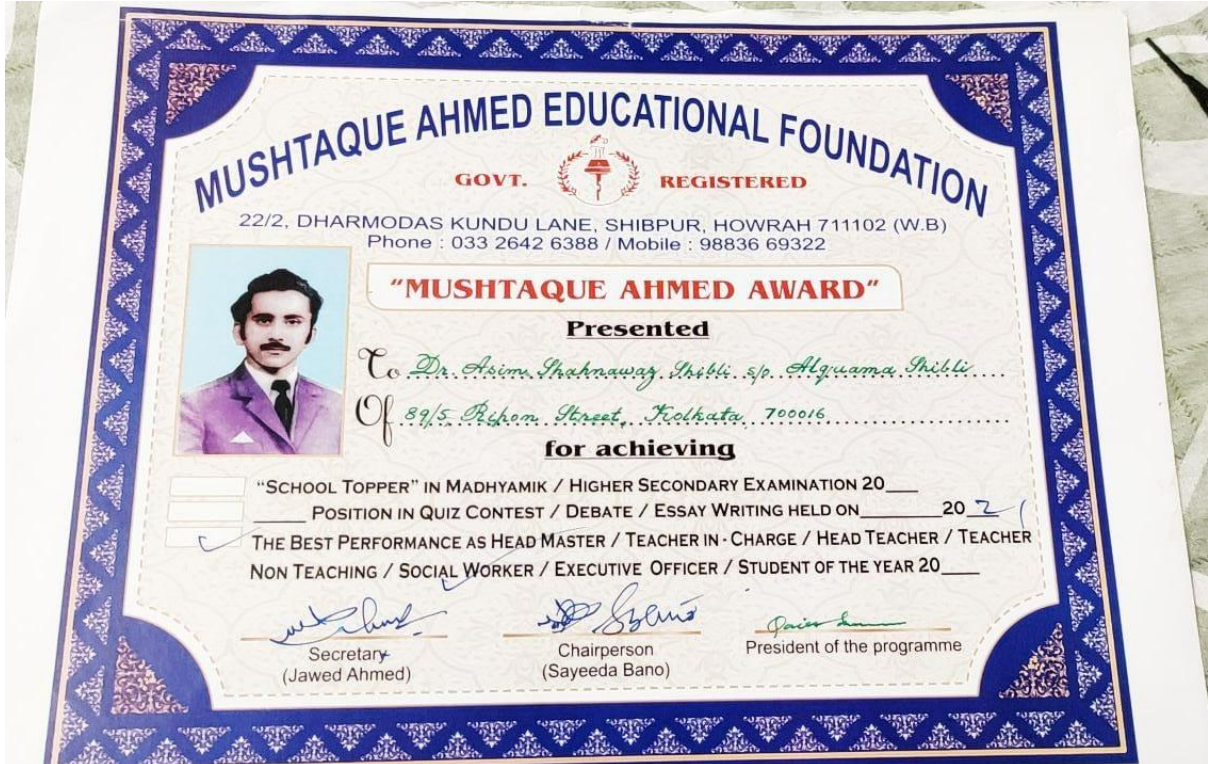 MUSHTAQUE AHMED EDUCATIONAL FOUNDATION
GOVT. REGISTERED
22/2, DHARMODAS KUNDU LANE, SHIBPUR, HOWRAH 711102 (W.B)
Phone : 033 2642 6388 / Mobile : 98836 69322
"MUSHTAQUE AHMED AWARD"
Presented
To Dr. Asim Shahnawaz Shibli s/o Alquama Shibli
Of 89/5 Ripon Street, Kolkata 700016
for achieving
"SCHOOL TOPPER" IN MADHYAMIK / HIGHER SECONDARY EXAMINATION 20___
____ POSITION IN QUIZ CONTEST / DEBATE / ESSAY WRITING HELD ON_______ 20 21
THE BEST PERFORMANCE AS HEAD MASTER / TEACHER IN - CHARGE / HEAD TEACHER / TEACHER
NON TEACHING / SOCIAL WORKER / EXECUTIVE OFFICER / STUDENT OF THE YEAR 20___
Secretary
(Jawed Ahmed)
Chairperson
(Sayeeda Bano)
President of the programme